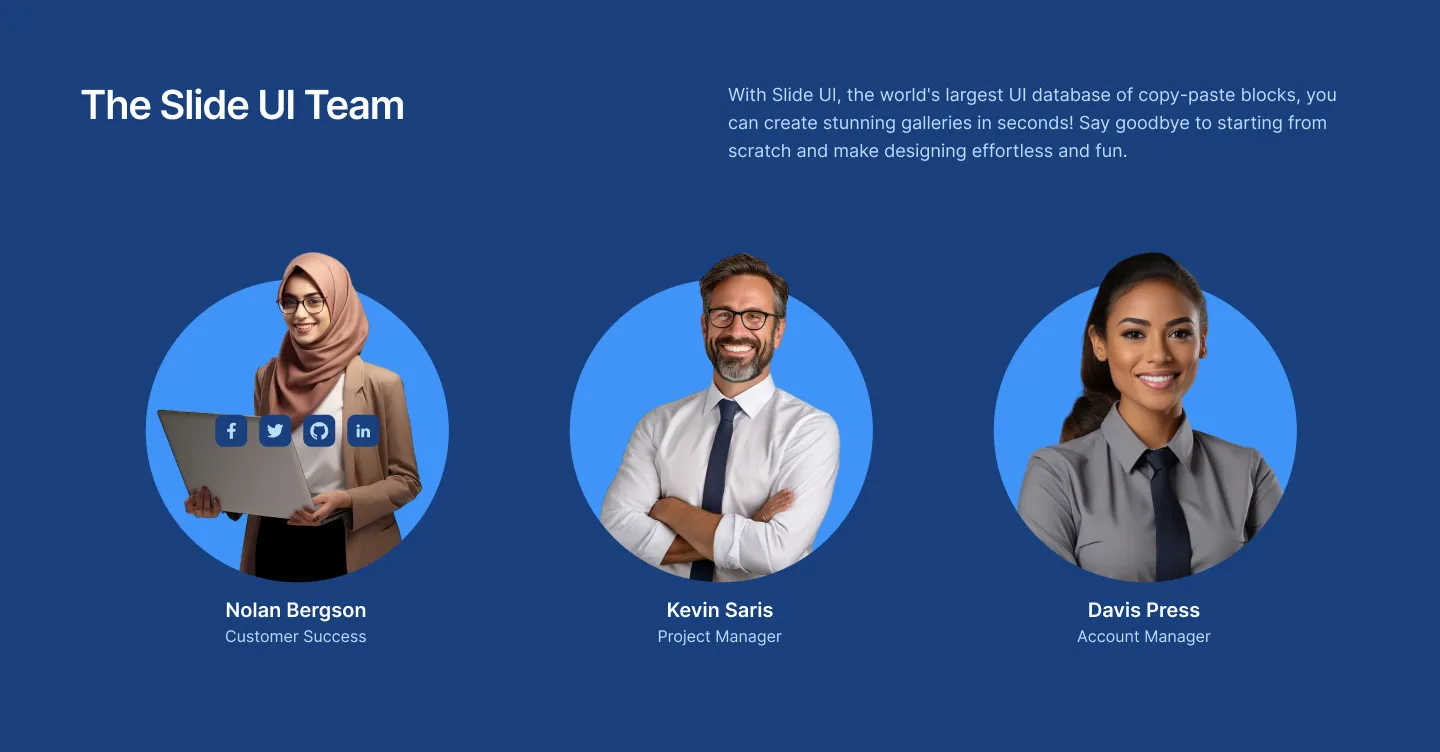 The Slide UI Team
With Slide UI, the world's largest UI database of copy-paste blocks, you
can create stunning galleries in seconds! Say goodbye to starting from
scratch and make designing effortless and fun.
in
Nolan Bergson
Customer Success
Kevin Saris
Project Manager
Davis Press
Account Manager